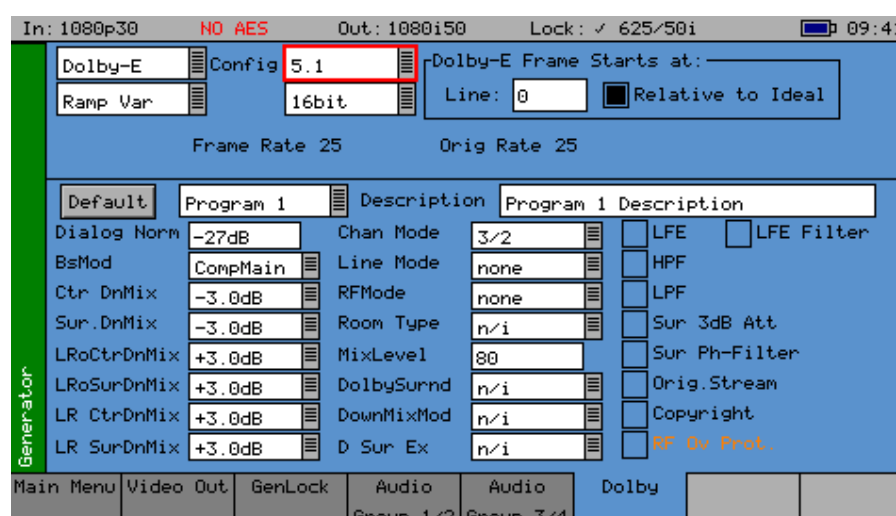 In: 1080p30 NO AES Out: 1080i50 Lock: ✓ 625/50i
Dolby-E Config 5.1 Dolby-E Frame Starts at:
Ramp Var 16bit Line: 0 Relative to Ideal
Frame Rate 25 Orig Rate 25
Default Program 1 Description Program 1 Description
Dialog Norm -27dB Chan Mode 3/2 LFE LFE Filter
BsMod CompMain Line Mode none HPF
Ctr DnMix -3.0dB RFMode none LPF
Sur.DnMix -3.0dB Room Type n/i Sur 3dB Att
LRoCtrDnMix +3.0dB MixLevel 80 Sur Ph-Filter
LRoSurDnMix +3.0dB DolbySurnd n/i Orig.Stream
LR CtrDnMix +3.0dB DownMixMod n/i Copyright
LR SurDnMix +3.0dB D Sur Ex n/i RF Ov Prot.
Generator
Main Menu Video Out GenLock Audio Audio Dolby